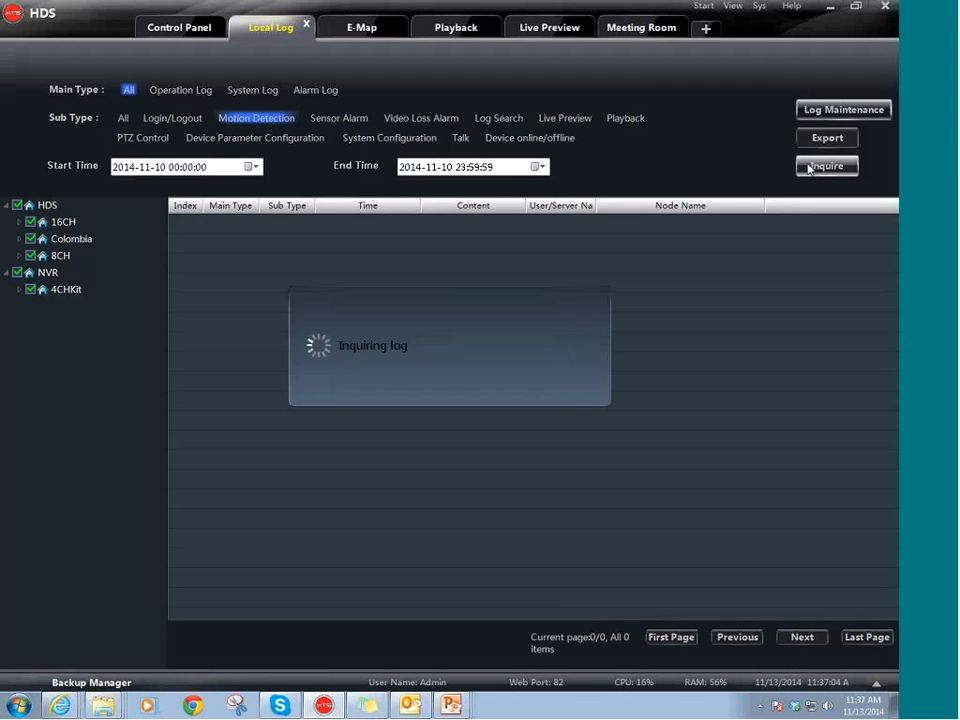 HDS
Start View Sys Help
Control Panel Local Log E-Map Playback Live Preview Meeting Room
Main Type : All Operation Log System Log Alarm Log
Sub Type : All Login/Logout Motion Detection Sensor Alarm Video Loss Alarm Log Search Live Preview Playback
PTZ Control Device Parameter Configuration System Configuration Talk Device online/offline
Log Maintenance
Export
Start Time 2014-11-10 00:00:00 End Time 2014-11-10 23:59:59 Inquire
HDS
16CH
Colombia
8CH
NVR
4CHKit
Index Main Type Sub Type Time Content User/Server Na Node Name
Inquiring log
Current page:0/0, All 0
items
First Page Previous Next Last Page
Backup Manager User Name: Admin Web Port: 82 CPU: 16% RAM: 56% 11/13/2014 11:37:04 A
11:37 AM
11/13/2014